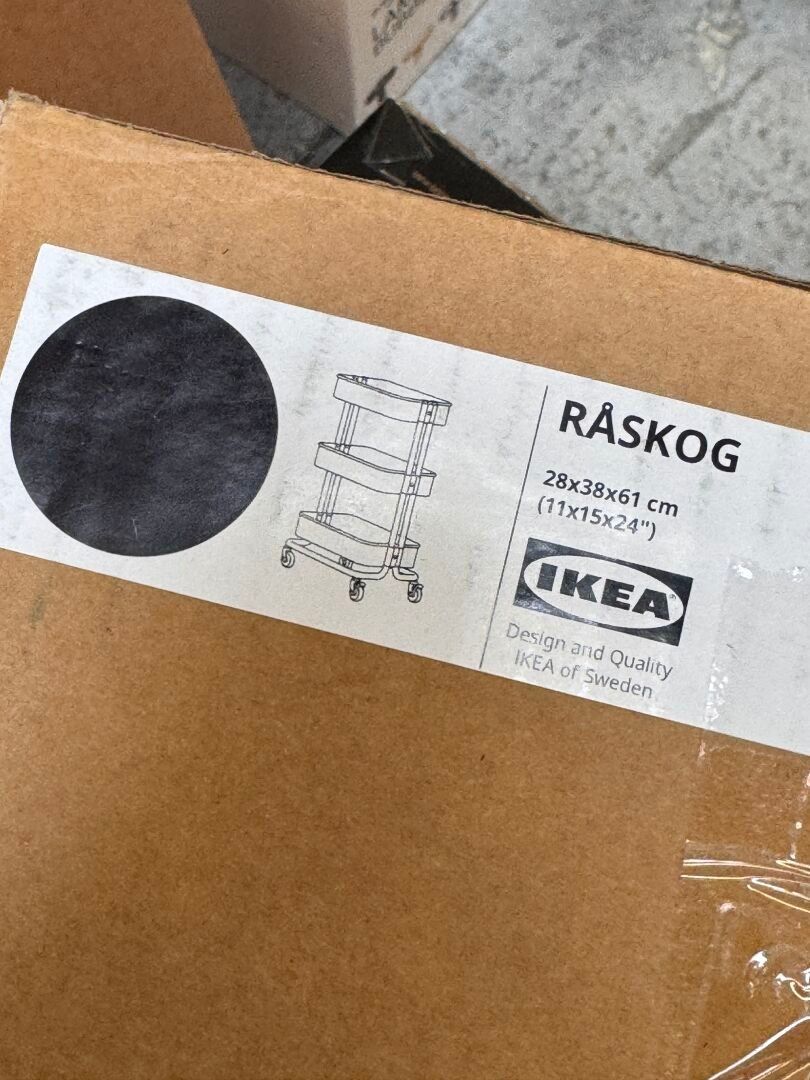 RÅSKOG
28x38x61 cm
(11x15x24")
IKEA®
Design and Quality
IKEA of Sweden